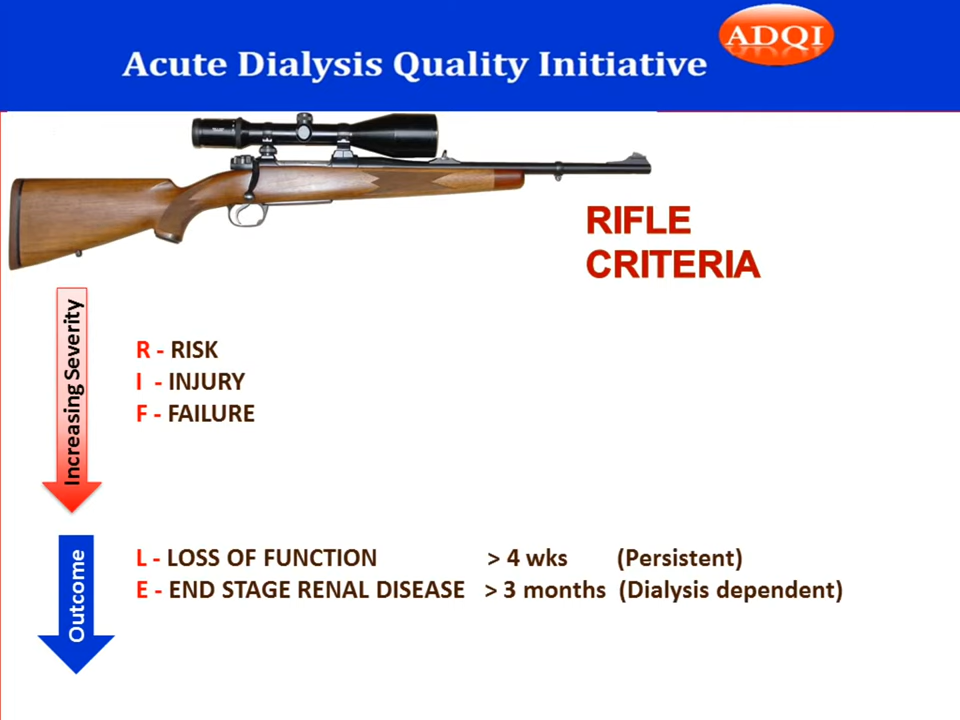 Acute Dialysis Quality Initiative
ADQI
RIFLE
CRITERIA
Increasing Severity
R - RISK
I - INJURY
F - FAILURE
Outcome
L - LOSS OF FUNCTION > 4 wks (Persistent)
E - END STAGE RENAL DISEASE > 3 months (Dialysis dependent)